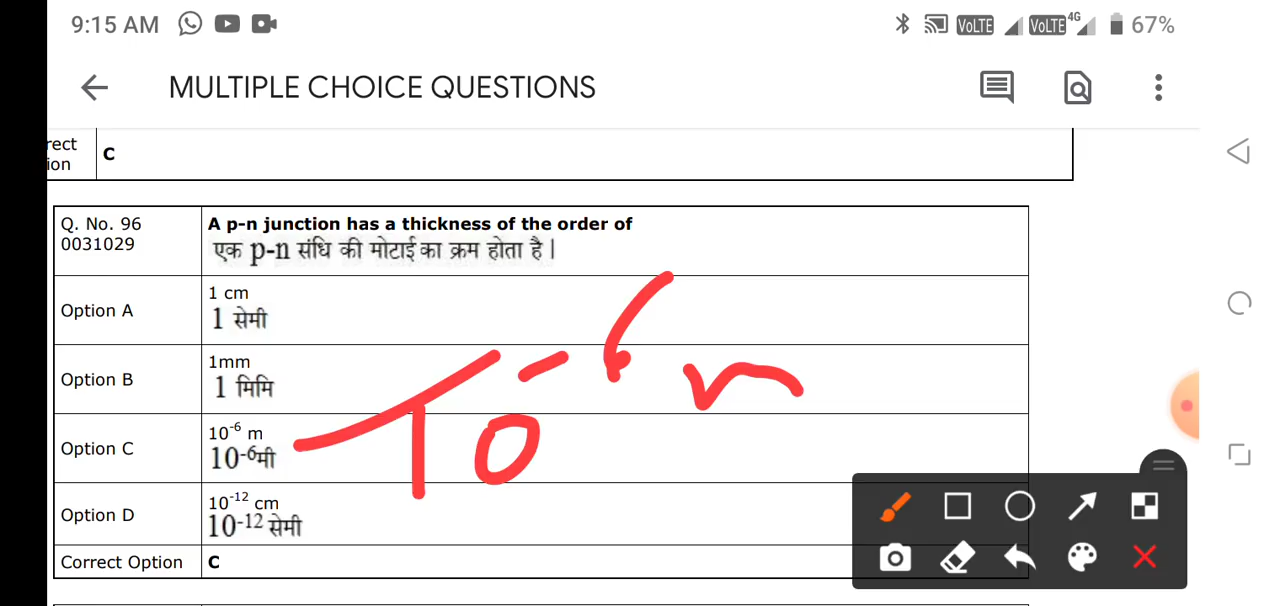 9:15 AM VoLTE VoLTE 4G 67%
MULTIPLE CHOICE QUESTIONS
rect
ion
C
Q. No. 96
0031029
A p-n junction has a thickness of the order of
एक p-n संधि की मोटाई का क्रम होता है।
Option A
1 cm
1 सेमी
Option B
1mm
1 मिमि
Option C
10⁻⁶ m
10⁻⁶मी
10⁻⁶ m
Option D
10⁻¹² cm
10⁻¹² सेमी
Correct Option C